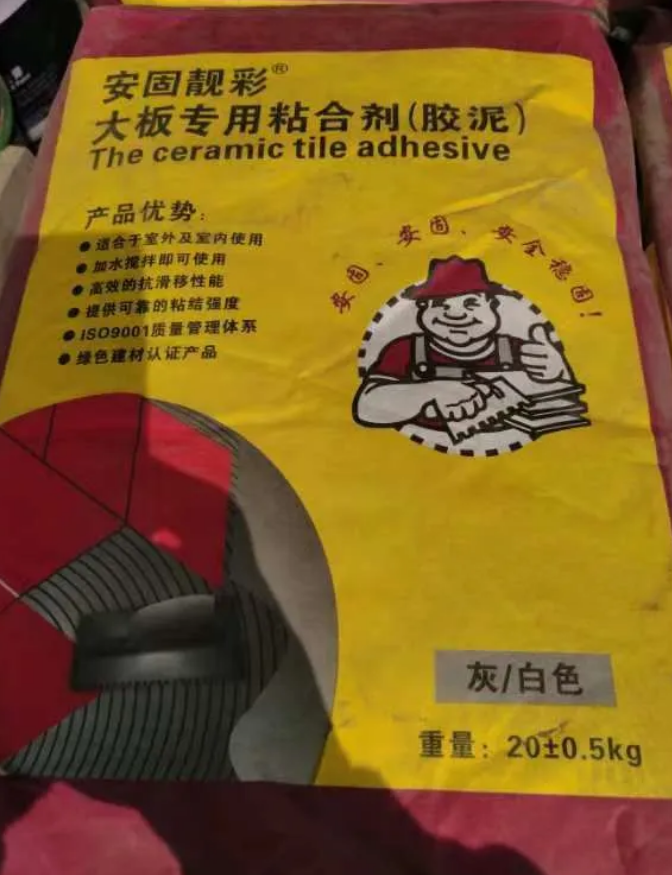 安固靓彩®
大板专用粘合剂(胶泥)
The ceramic tile adhesive
产品优势:
● 适合于室外及室内使用
● 加水搅拌即可使用
● 高效的抗滑移性能
● 提供可靠的粘结强度
● ISO9001质量管理体系
● 绿色建材认证产品
安固、安固、安全稳固!
灰/白色
重量: 20±0.5kg